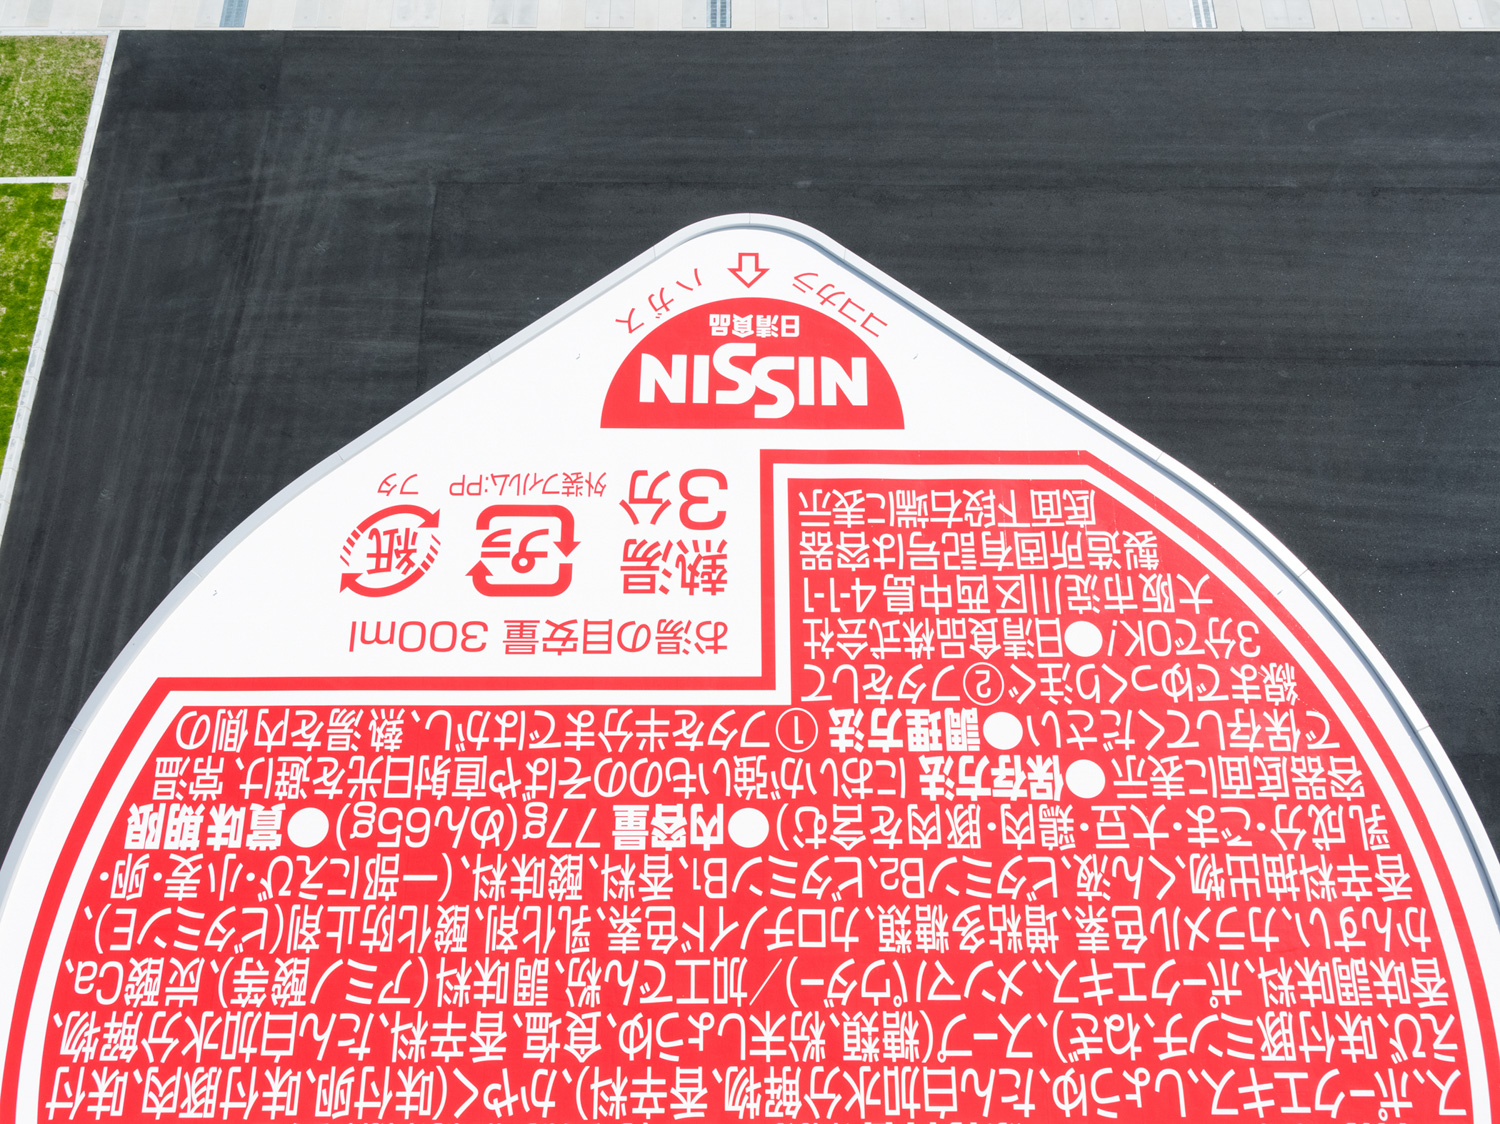 ス、ポークエキス、しょうゆ、たん白加水分解物、香辛料)、かやく(味付卵、味付豚肉、味付
えび、味付豚ミンチ、ねぎ)、スープ(糖類、粉末しょうゆ、食塩、香辛料、たん白加水分解物、
香味調味料、ポークエキス、メンマパウダー)／加工でん粉、調味料(アミノ酸等)、炭酸Ca、
かんすい、カラメル色素、増粘多糖類、カロチノイド色素、乳化剤、酸化防止剤(ビタミンE)、
香辛料抽出物、くん液、ビタミンB2、ビタミンB1、香料、酸味料、(一部にえび・小麦・卵・
乳成分・ごま・大豆・鶏肉・豚肉を含む)●内容量 77g(めん65g)●賞味期限
容器底面に表示●保存方法 においが強いもののそばや直射日光を避け、常温
で保存してください●調理方法 ①フタを半分まではがし、熱湯を内側の
線までゆっくり注ぐ②フタをして
3分でOK!●日清食品株式会社
大阪市淀川区西中島4-1-1
製造所固有記号は容器
底面下段右端に表示
お湯の目安量 300ml
熱湯
3分
プラ
外装フィルム:PP
紙
フタ
NISSIN
日清食品
ココカラ
ハガス